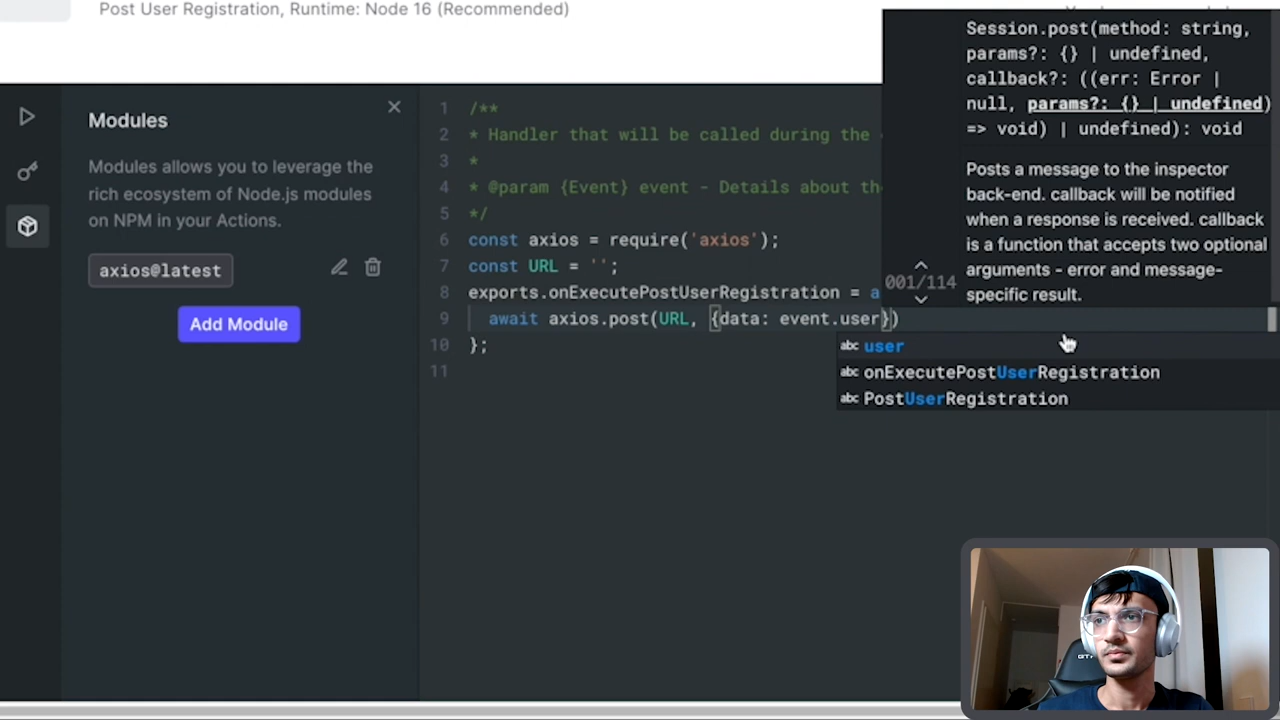 Post User Registration, Runtime: Node 16 (Recommended)
Session.post(method: string,
params?: {} | undefined,
callback?: ((err: Error |
null, params?: {} | undefined)
=> void) | undefined): void
Posts a message to the inspector
back-end. callback will be notified
when a response is received. callback
is a function that accepts two optional
arguments - error and message-
specific result.
001/114
Modules
Modules allows you to leverage the
rich ecosystem of Node.js modules
on NPM in your Actions.
axios@latest
Add Module
1 /**
2 * Handler that will be called during the
3 *
4 * @param {Event} event - Details about th
5 */
6 const axios = require('axios');
7 const URL = '';
8 exports.onExecutePostUserRegistration = a
9 await axios.post(URL, {data: event.user})
10 };
11
abc user
abc onExecutePostUserRegistration
abc PostUserRegistration